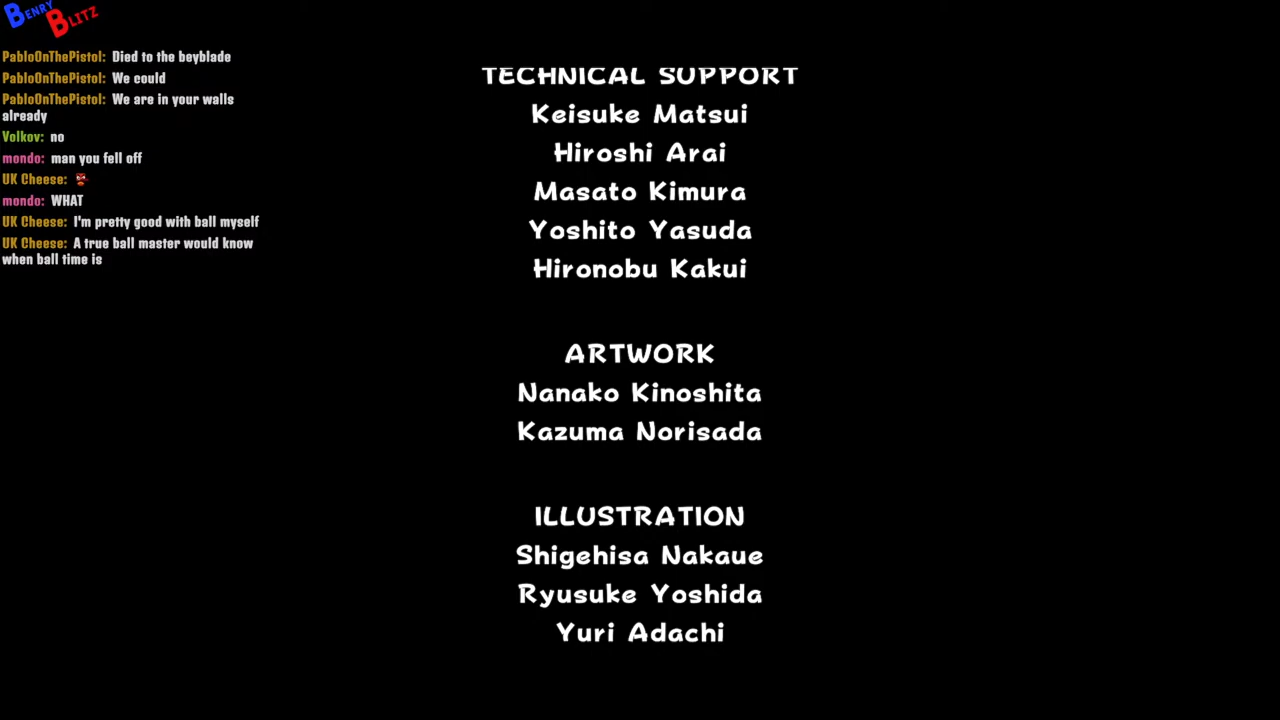 BENRY
BLITZ
PabloOnThePistol: Died to the beyblade
PabloOnThePistol: We could
PabloOnThePistol: We are in your walls
already
Volkov: no
mondo: man you fell off
UK Cheese:
mondo: WHAT
UK Cheese: I'm pretty good with ball myself
UK Cheese: A true ball master would know
when ball time is
TECHNICAL SUPPORT
Keisuke Matsui
Hiroshi Arai
Masato Kimura
Yoshito Yasuda
Hironobu Kakui
ARTWORK
Nanako Kinoshita
Kazuma Norisada
ILLUSTRATION
Shigehisa Nakaue
Ryusuke Yoshida
Yuri Adachi